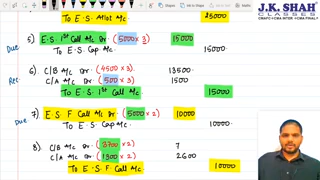 J.K. SHAH
CLASSES
To E.S. Allot A/c 25000
Due 5) E.S. 1st Call A/c Dr. (5000 × 3) 15000
To E.S. Cap A/c 15000
Rec. 6) C/B A/c Dr. (4500 × 3) 13500
C/A A/c Dr. (500 × 3) 1500
To E.S. 1st Call A/c 15000
Due 7) E.S. F Call A/c Dr. (5000 × 2) 10000
To E.S. Cap A/c 10000
8) C/B A/c Dr. (3700 × 2) 7
C/A A/c Dr. (1300 × 2) 2600
To E.S. F Call A/c 10000